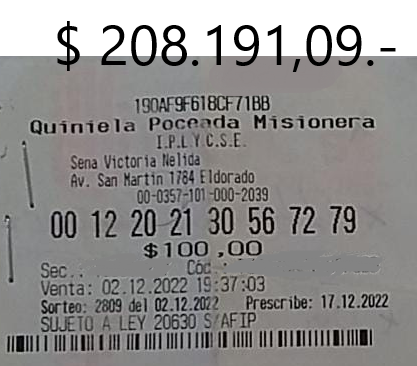 $ 208.191,09.-
190AF9F618CF71BB
Quiniela Poceada Misionera
I.P.L.Y C.S.E.
Sena Victoria Nelida
Av. San Martin 1784 Eldorado
00-0357-101-000-2039
00 12 20 21 30 56 72 79
$100,00
Sec.: Cód.:
Venta: 02.12.2022 19:37:03
Sorteo: 2809 del 02.12.2022 Prescribe: 17.12.2022
SUJETO A LEY 20630 S/AFIP